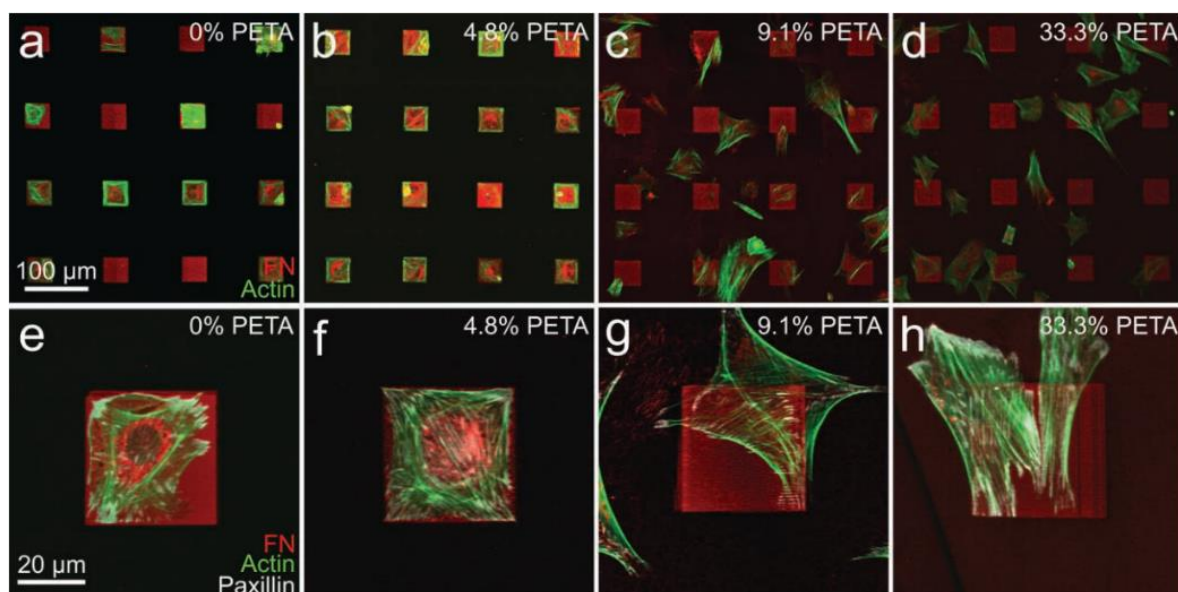 a 0% PETA
b 4.8% PETA
c 9.1% PETA
d 33.3% PETA
100 µm
FN
Actin
e 0% PETA
f 4.8% PETA
g 9.1% PETA
h 33.3% PETA
20 µm
FN
Actin
Paxillin